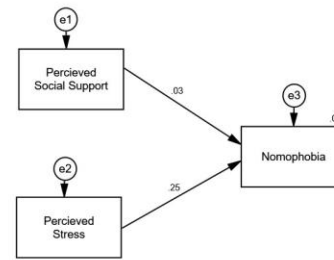 e1
Percieved
Social Support
.03
e3
Nomophobia
e2
.25
Percieved
Stress